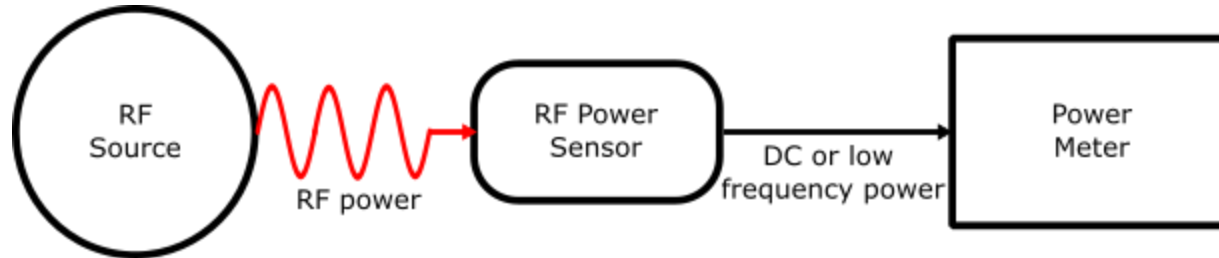 RF
Source
RF power
RF Power
Sensor
DC or low
frequency power
Power
Meter